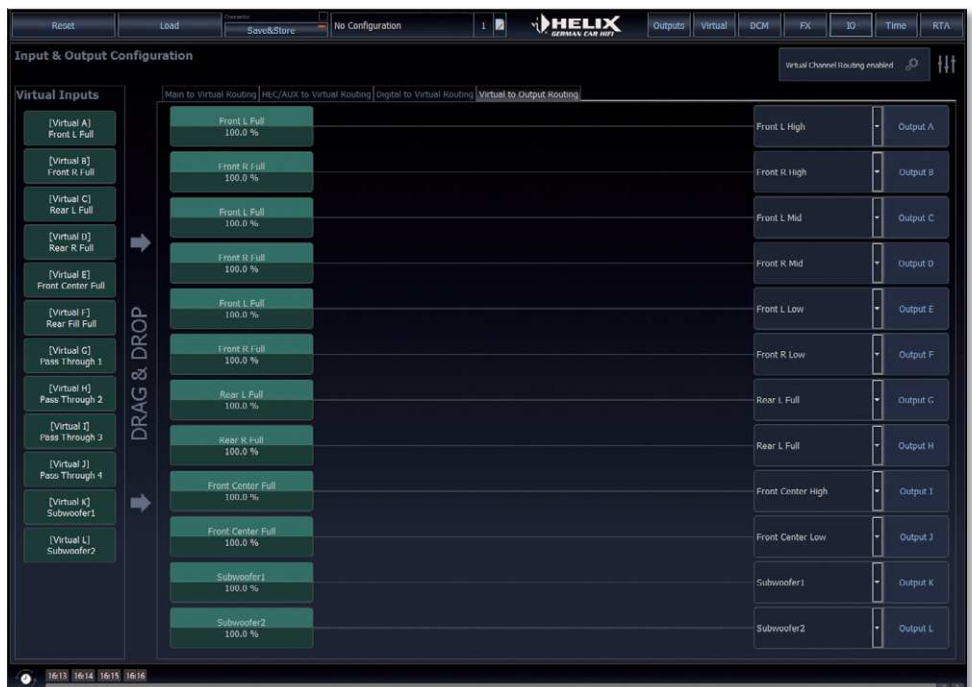 Reset
Load
Save&Store
No Configuration
1
HELIX
GERMAN CAR HIFI
Outputs
Virtual
DCM
FX
IO
Time
RTA
Input & Output Configuration
Virtual Channel Routing enabled
Virtual Inputs
Main to Virtual Routing
HEC/AUX to Virtual Routing
Digital to Virtual Routing
Virtual to Output Routing
[Virtual A]
Front L Full
[Virtual B]
Front R Full
[Virtual C]
Rear L Full
[Virtual D]
Rear R Full
[Virtual E]
Front Center Full
[Virtual F]
Rear Fill Full
[Virtual G]
Pass Through 1
[Virtual H]
Pass Through 2
[Virtual I]
Pass Through 3
[Virtual J]
Pass Through 4
[Virtual K]
Subwoofer1
[Virtual L]
Subwoofer2
DRAG & DROP
Front L Full
100.0 %
Front L High
Output A
Front R Full
100.0 %
Front R High
Output B
Front L Full
100.0 %
Front L Mid
Output C
Front R Full
100.0 %
Front R Mid
Output D
Front L Full
100.0 %
Front L Low
Output E
Front R Full
100.0 %
Front R Low
Output F
Rear L Full
100.0 %
Rear L Full
Output G
Rear R Full
100.0 %
Rear L Full
Output H
Front Center Full
100.0 %
Front Center High
Output I
Front Center Full
100.0 %
Front Center Low
Output J
Subwoofer1
100.0 %
Subwoofer1
Output K
Subwoofer2
100.0 %
Subwoofer2
Output L
16:13 16:14 16:15 16:16